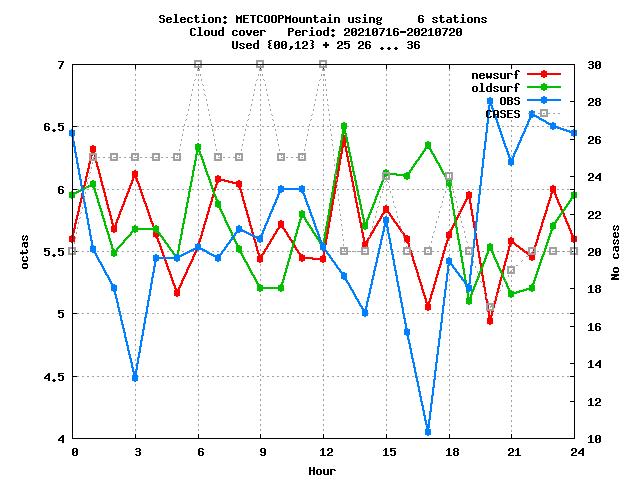 Selection: METCOOPMountain using 6 stations
Cloud cover Period: 20210716-20210720
Used {00,12} + 25 26 ... 36
newsurf
oldsurf
OBS
CASES
7
6.5
6
5.5
5
4.5
4
octas
30
28
26
24
22
20
18
16
14
12
10
No cases
0 3 6 9 12 15 18 21 24
Hour